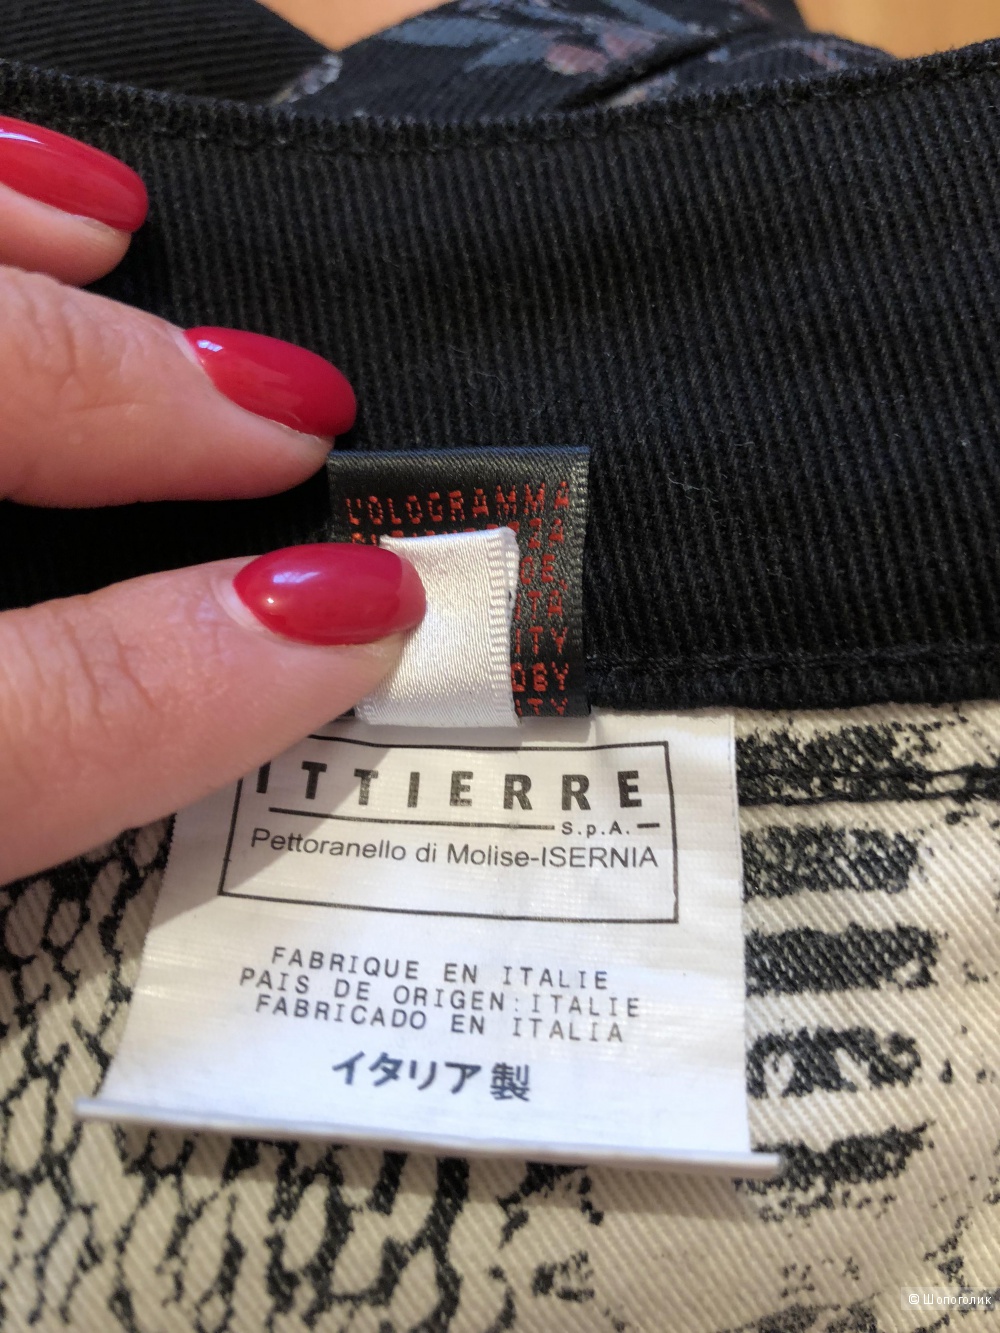 L'OLOGRAMMA
ITTIERRE
S.p.A.
Pettoranello di Molise-ISERNIA
FABRIQUE EN ITALIE
PAIS DE ORIGEN:ITALIE
FABRICADO EN ITALIA
イタリア製
© Шопоголик